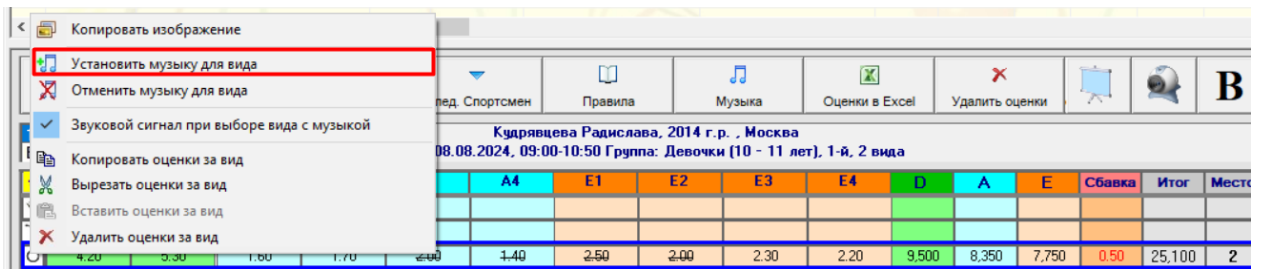 Копировать изображение
Установить музыку для вида
Отменить музыку для вида
Звуковой сигнал при выборе вида с музыкой
Копировать оценки за вид
Вырезать оценки за вид
Вставить оценки за вид
Удалить оценки за вид
Спортсмен Правила Музыка Оценки в Excel Удалить оценки B
Кудрявцева Радислава, 2014 г.р. , Москва
08.08.2024, 09:00-10:50 Группа: Девочки (10 - 11 лет), 1-й, 2 вида
A4 E1 E2 E3 E4 D A E Сбавка Итог Место
4.20 5.30 1.60 1.70 2.00 1.40 2.50 2.00 2.30 2.20 9,500 8,350 7,750 0.50 25,100 2